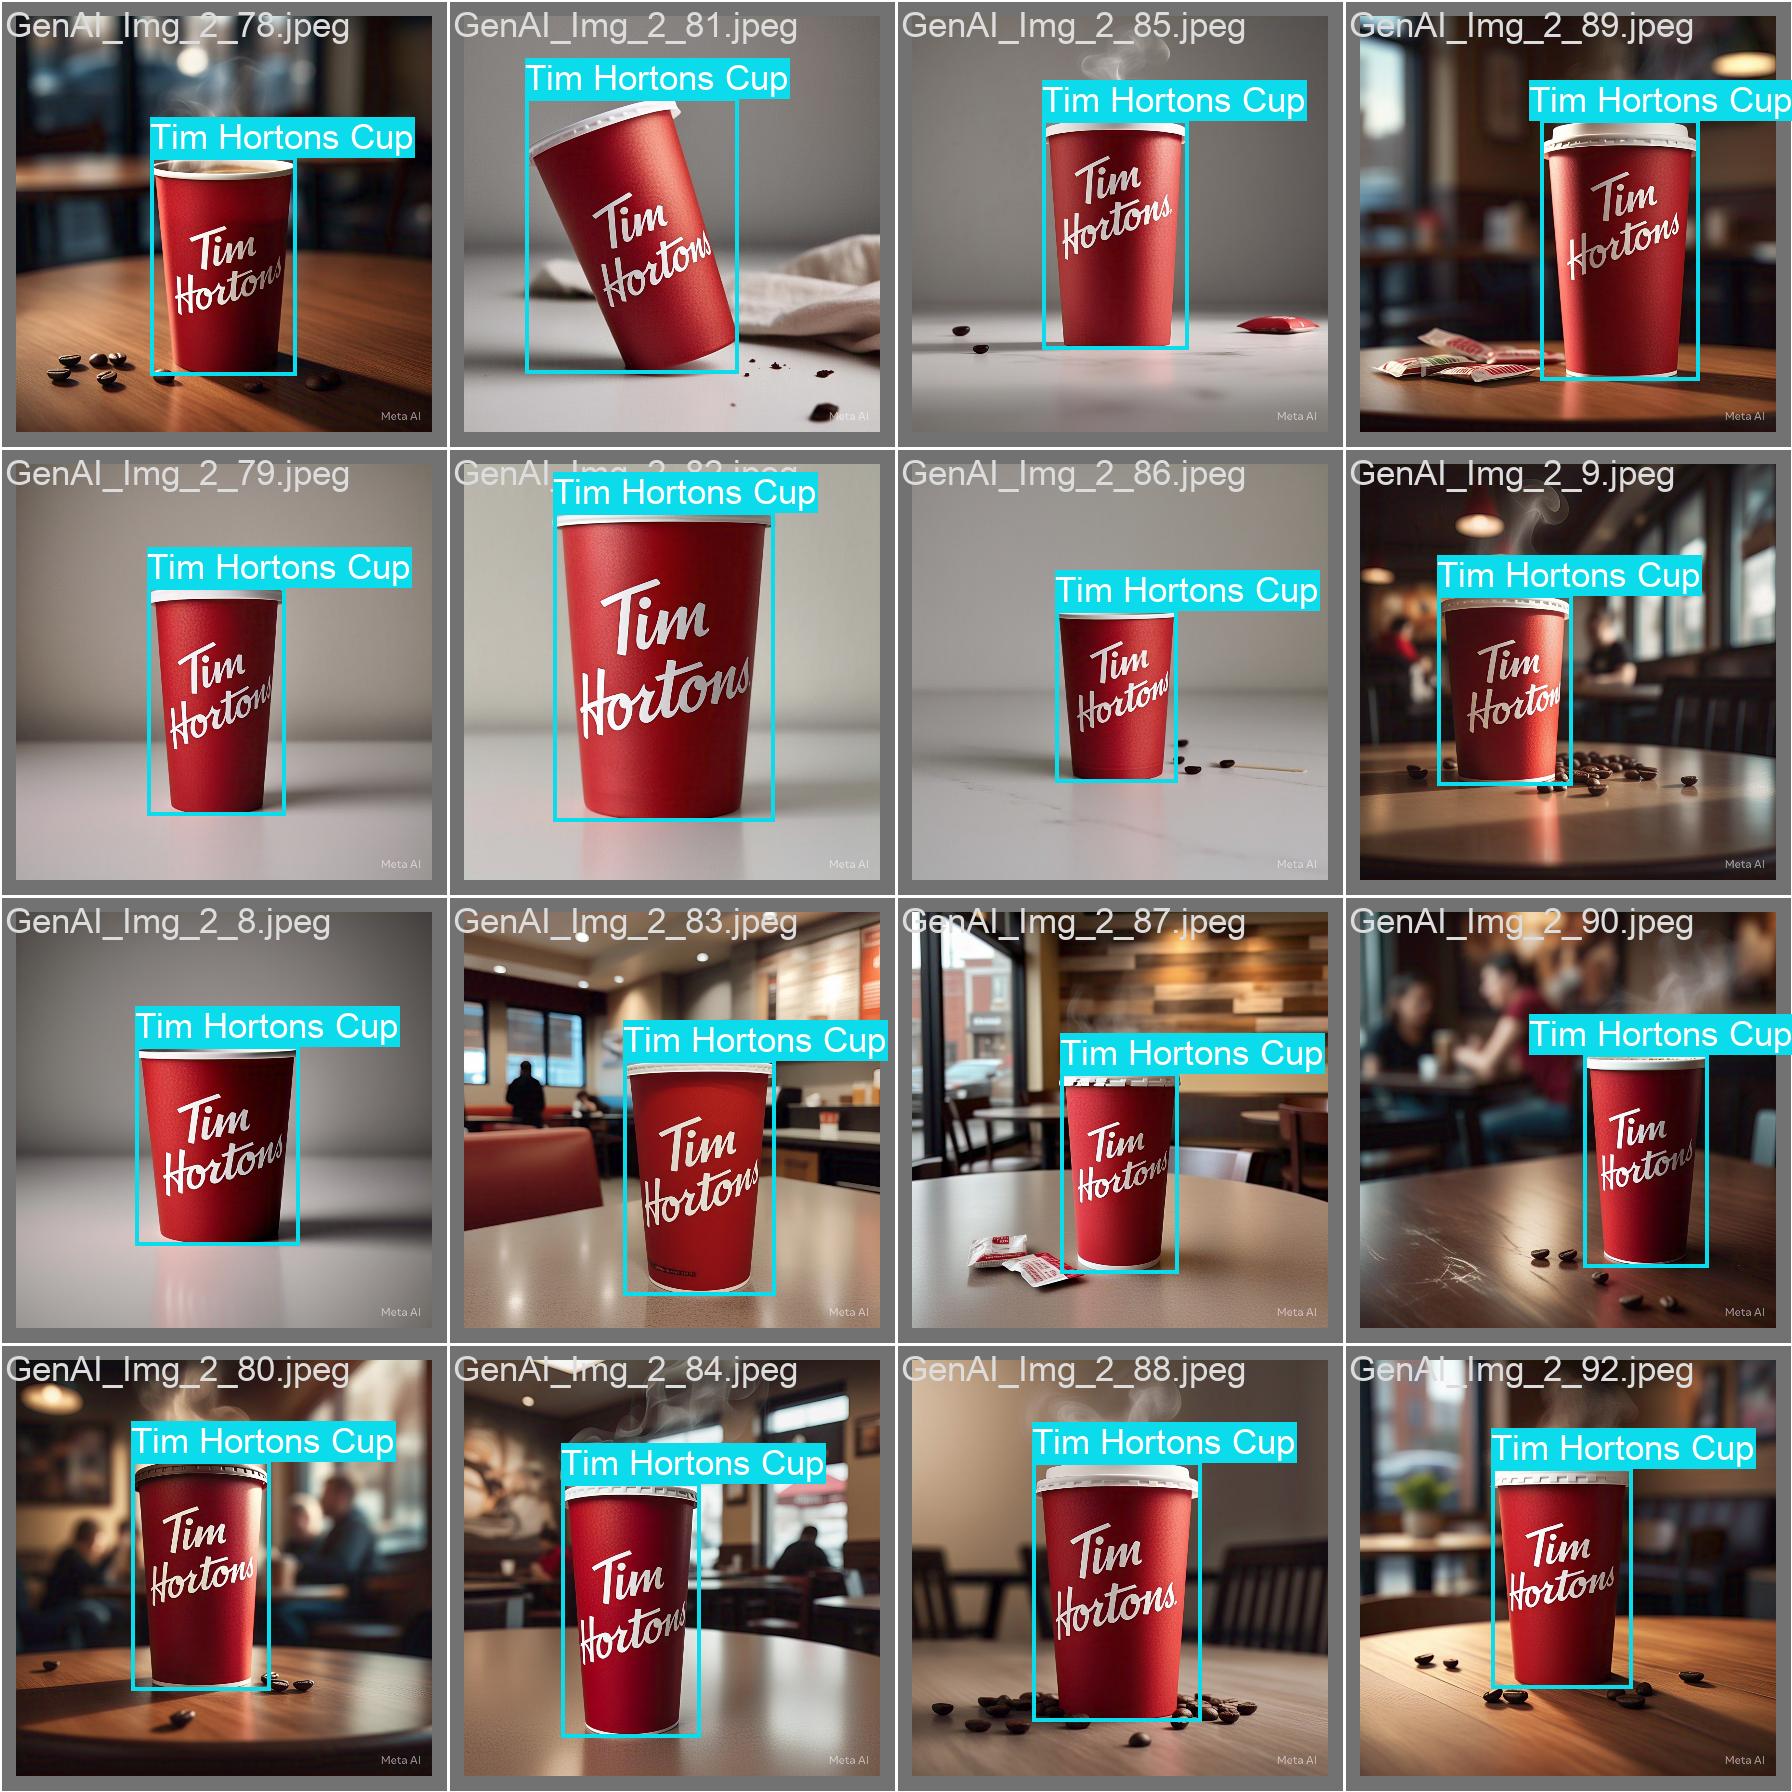 GenAI_Img_2_78.jpeg
Tim Hortons Cup
Tim
Hortons
Meta AI
GenAI_Img_2_81.jpeg
Tim Hortons Cup
Tim
Hortons
Meta AI
GenAI_Img_2_85.jpeg
Tim Hortons Cup
Tim
Hortons
Meta AI
GenAI_Img_2_89.jpeg
Tim Hortons Cup
Tim
Hortons
Meta AI
GenAI_Img_2_79.jpeg
Tim Hortons Cup
Tim
Hortons
Meta AI
GenAI_Img_2_82.jpeg
Tim Hortons Cup
Tim
Hortons
Meta AI
GenAI_Img_2_86.jpeg
Tim Hortons Cup
Tim
Hortons
Meta AI
GenAI_Img_2_9.jpeg
Tim Hortons Cup
Tim
Horton
Meta AI
GenAI_Img_2_8.jpeg
Tim Hortons Cup
Tim
Hortons
Meta AI
GenAI_Img_2_83.jpeg
Tim Hortons Cup
Tim
Hortons
Meta AI
GenAI_Img_2_87.jpeg
Tim Hortons Cup
Tim
Hortons
Meta AI
GenAI_Img_2_90.jpeg
Tim Hortons Cup
Tim
Hortons
Meta AI
GenAI_Img_2_80.jpeg
Tim Hortons Cup
Tim
Hortons
Meta AI
GenAI_Img_2_84.jpeg
Tim Hortons Cup
Tim
Hortons
Meta AI
GenAI_Img_2_88.jpeg
Tim Hortons Cup
Tim
Hortons
Meta AI
GenAI_Img_2_92.jpeg
Tim Hortons Cup
Tim
Hortons
Meta AI